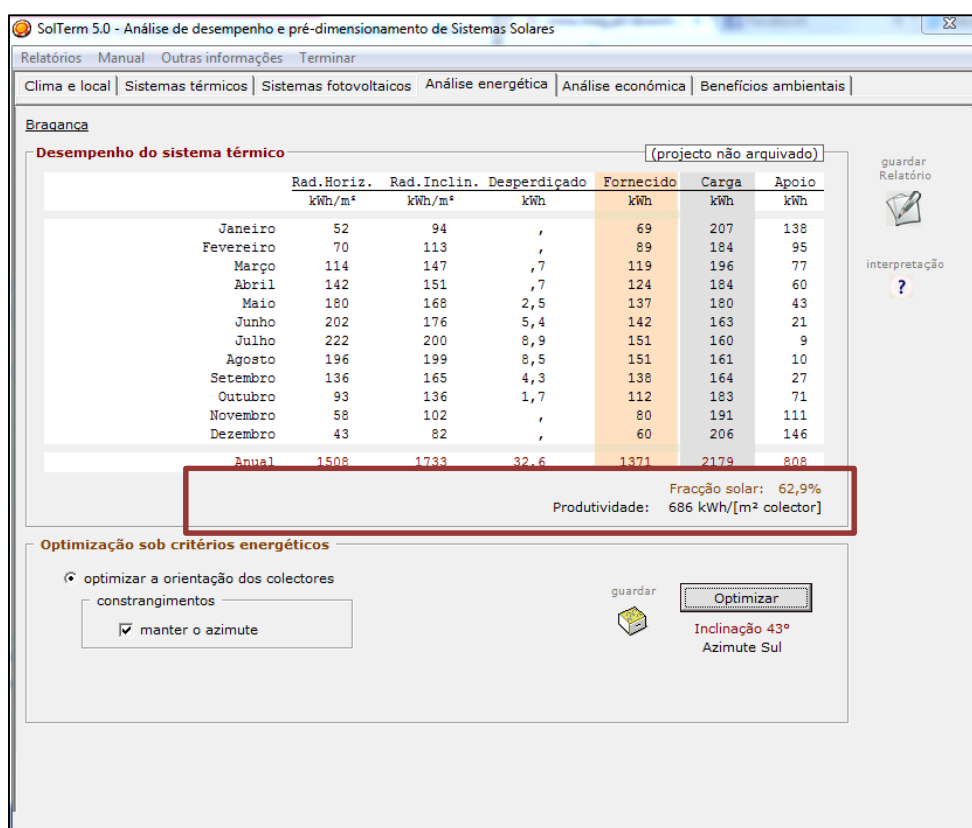 SolTerm 5.0 - Análise de desempenho e pré-dimensionamento de Sistemas Solares
Relatórios Manual Outras informações Terminar
Clima e local Sistemas térmicos Sistemas fotovoltaicos Análise energética Análise económica Benefícios ambientais
Bragança
Desempenho do sistema térmico (projecto não arquivado)
guardar
Relatório
Rad.Horiz. Rad.Inclin. Desperdiçado Fornecido Carga Apoio
kWh/m² kWh/m² kWh kWh kWh kWh
Janeiro 52 94 , 69 207 138
Fevereiro 70 113 , 89 184 95
Março 114 147 ,7 119 196 77
interpretação
Abril 142 151 ,7 124 184 60
?
Maio 180 168 2,5 137 180 43
Junho 202 176 5,4 142 163 21
Julho 222 200 8,9 151 160 9
Agosto 196 199 8,5 151 161 10
Setembro 136 165 4,3 138 164 27
Outubro 93 136 1,7 112 183 71
Novembro 58 102 , 80 191 111
Dezembro 43 82 , 60 206 146
Anual 1508 1733 32,6 1371 2179 808
Fracção solar: 62,9%
Produtividade: 686 kWh/[m² colector]
Optimização sob critérios energéticos
optimizar a orientação dos colectores
constrangimentos
manter o azimute
guardar
Optimizar
Inclinação 43º
Azimute Sul